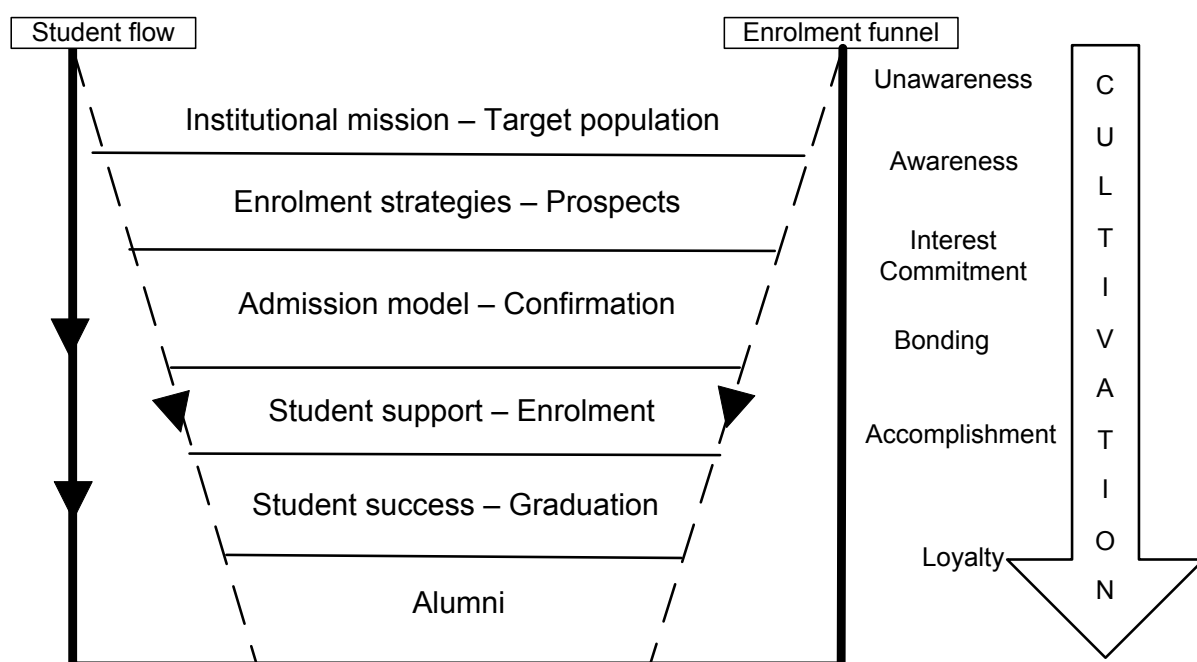 Student flow
Enrolment funnel
Unawareness
Institutional mission – Target population
Awareness
Enrolment strategies – Prospects
Interest
Commitment
Admission model – Confirmation
Bonding
Student support – Enrolment
Accomplishment
Student success – Graduation
Loyalty
Alumni
CULTIVATION